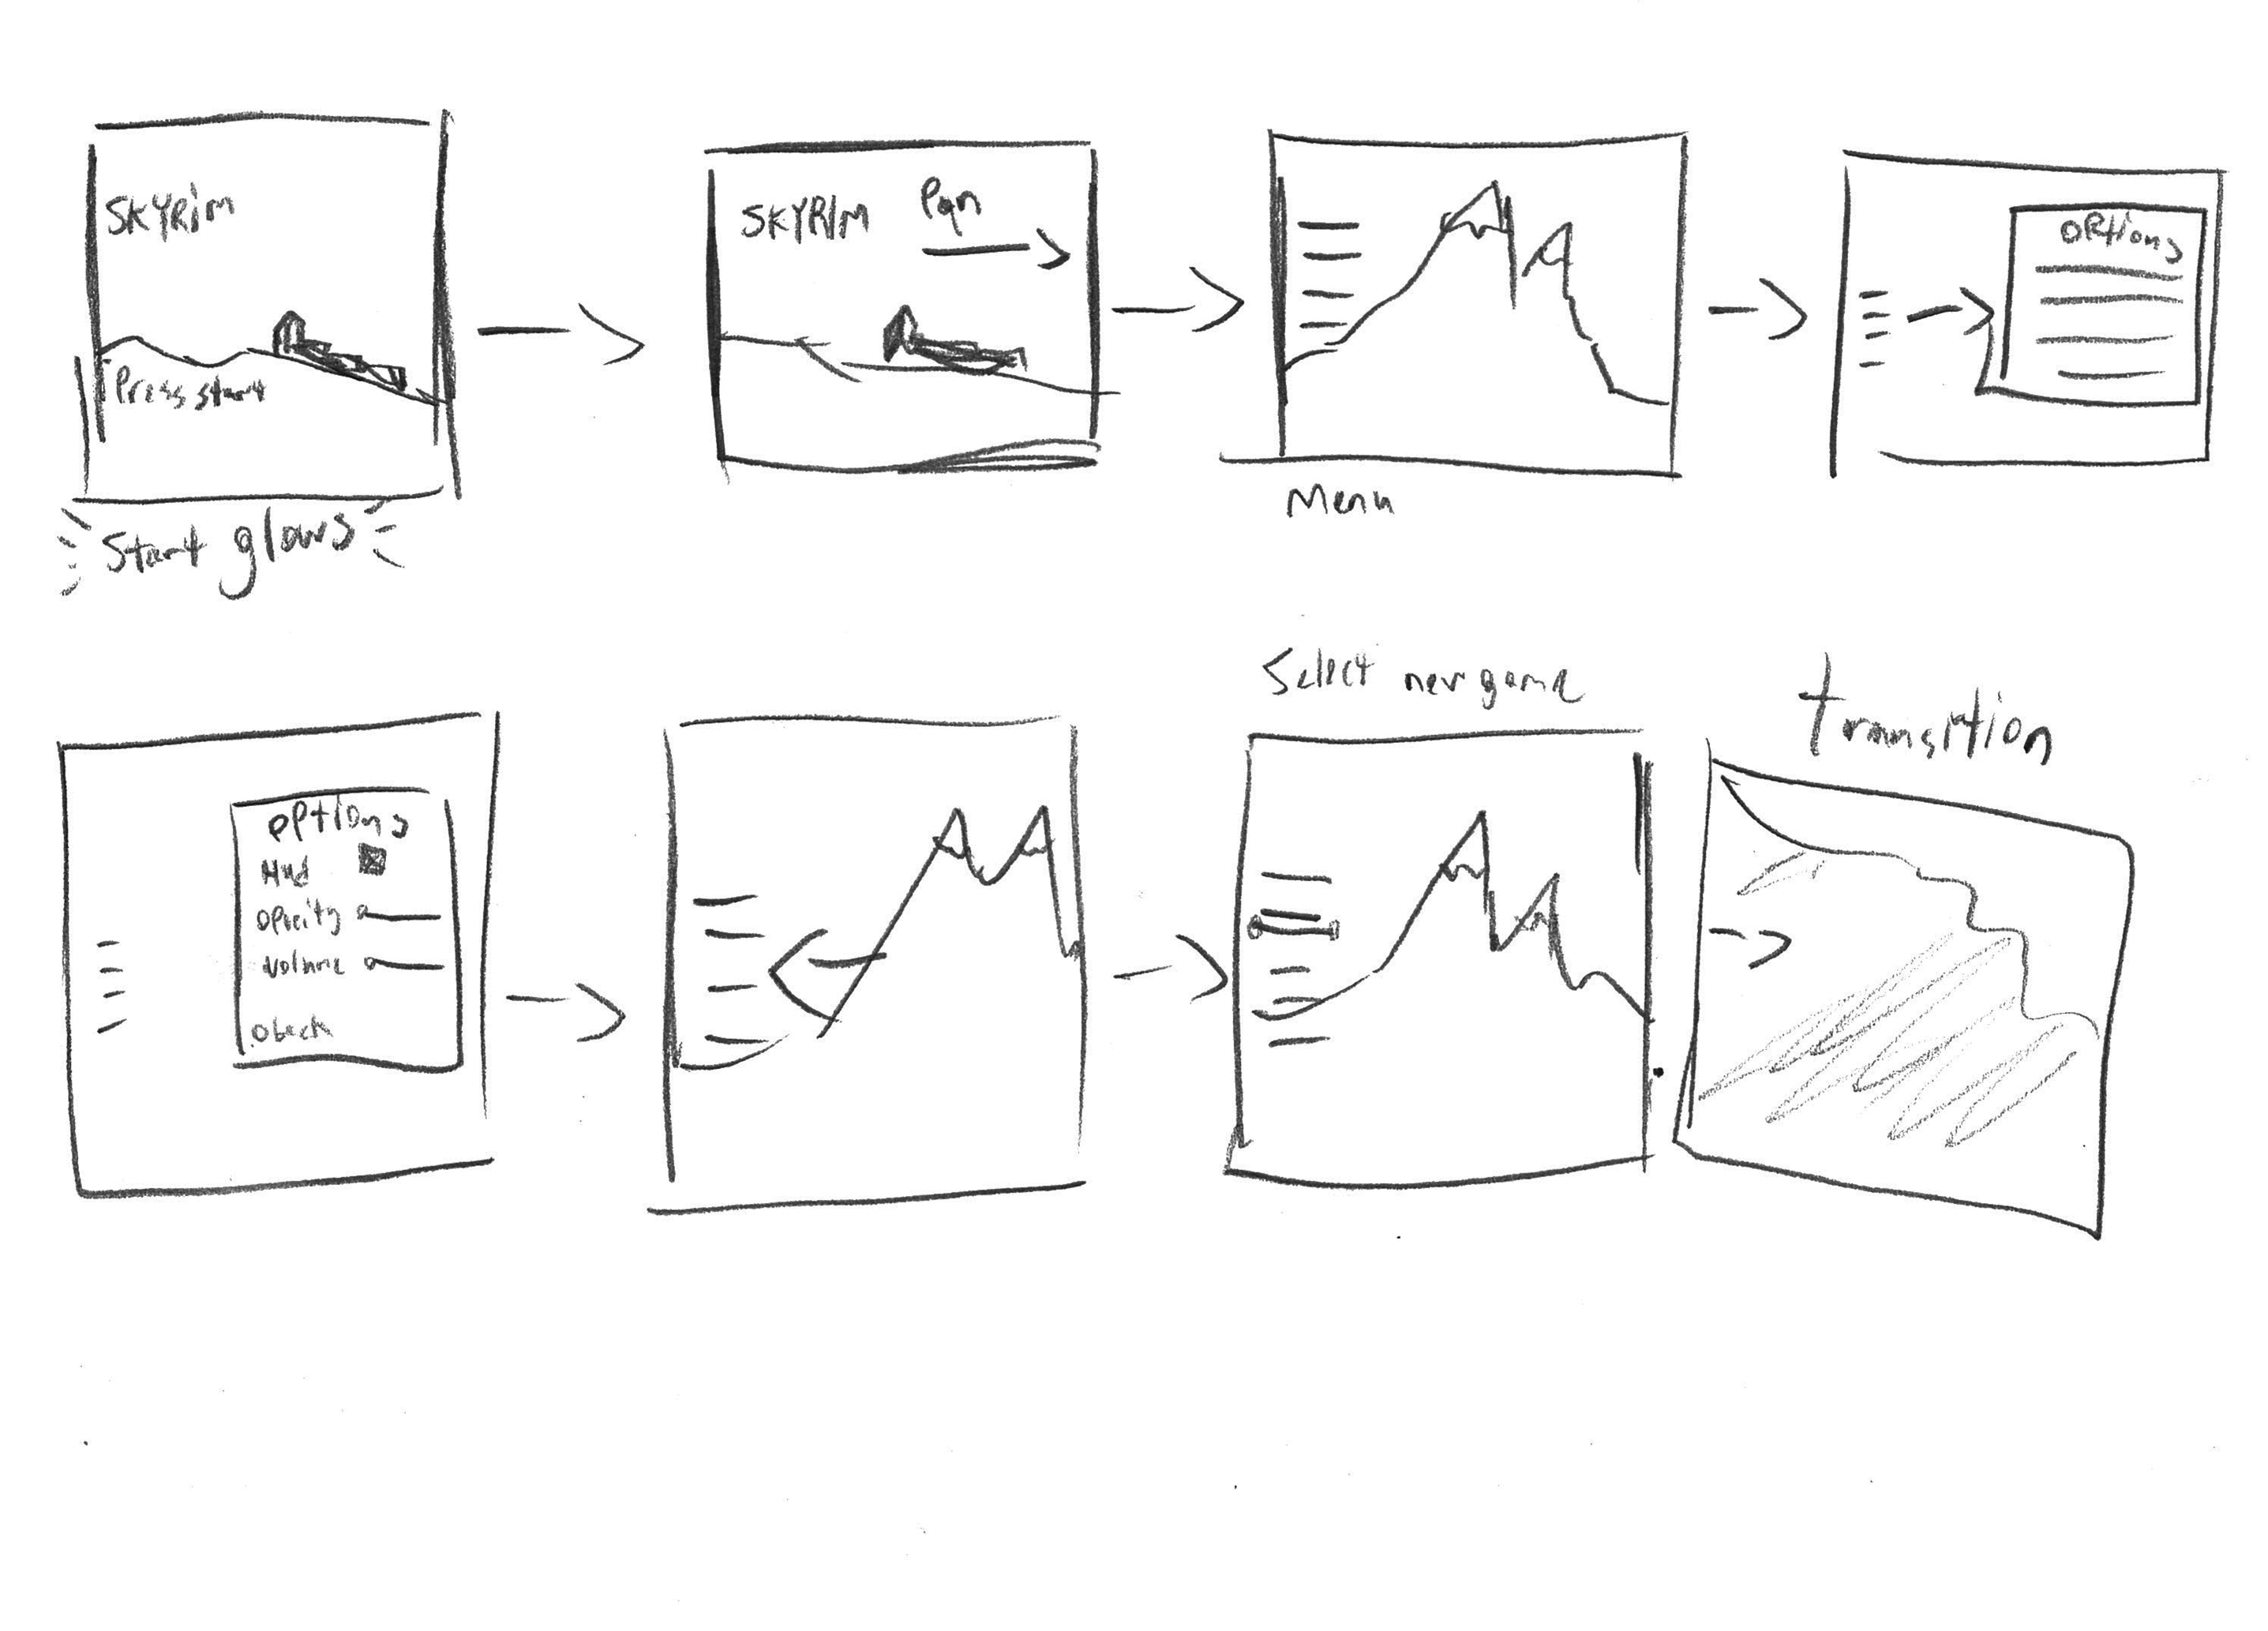 SKYRiM
Press start
Start glows
SKYRIM
Pan
Menu
OPtions
OPtions
Hud
Opacity
Volume
Oback
Select new game
transition